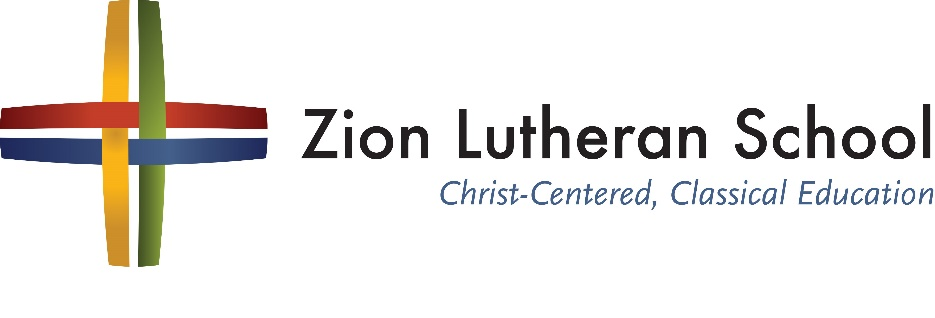 Zion Lutheran School
Christ-Centered, Classical Education